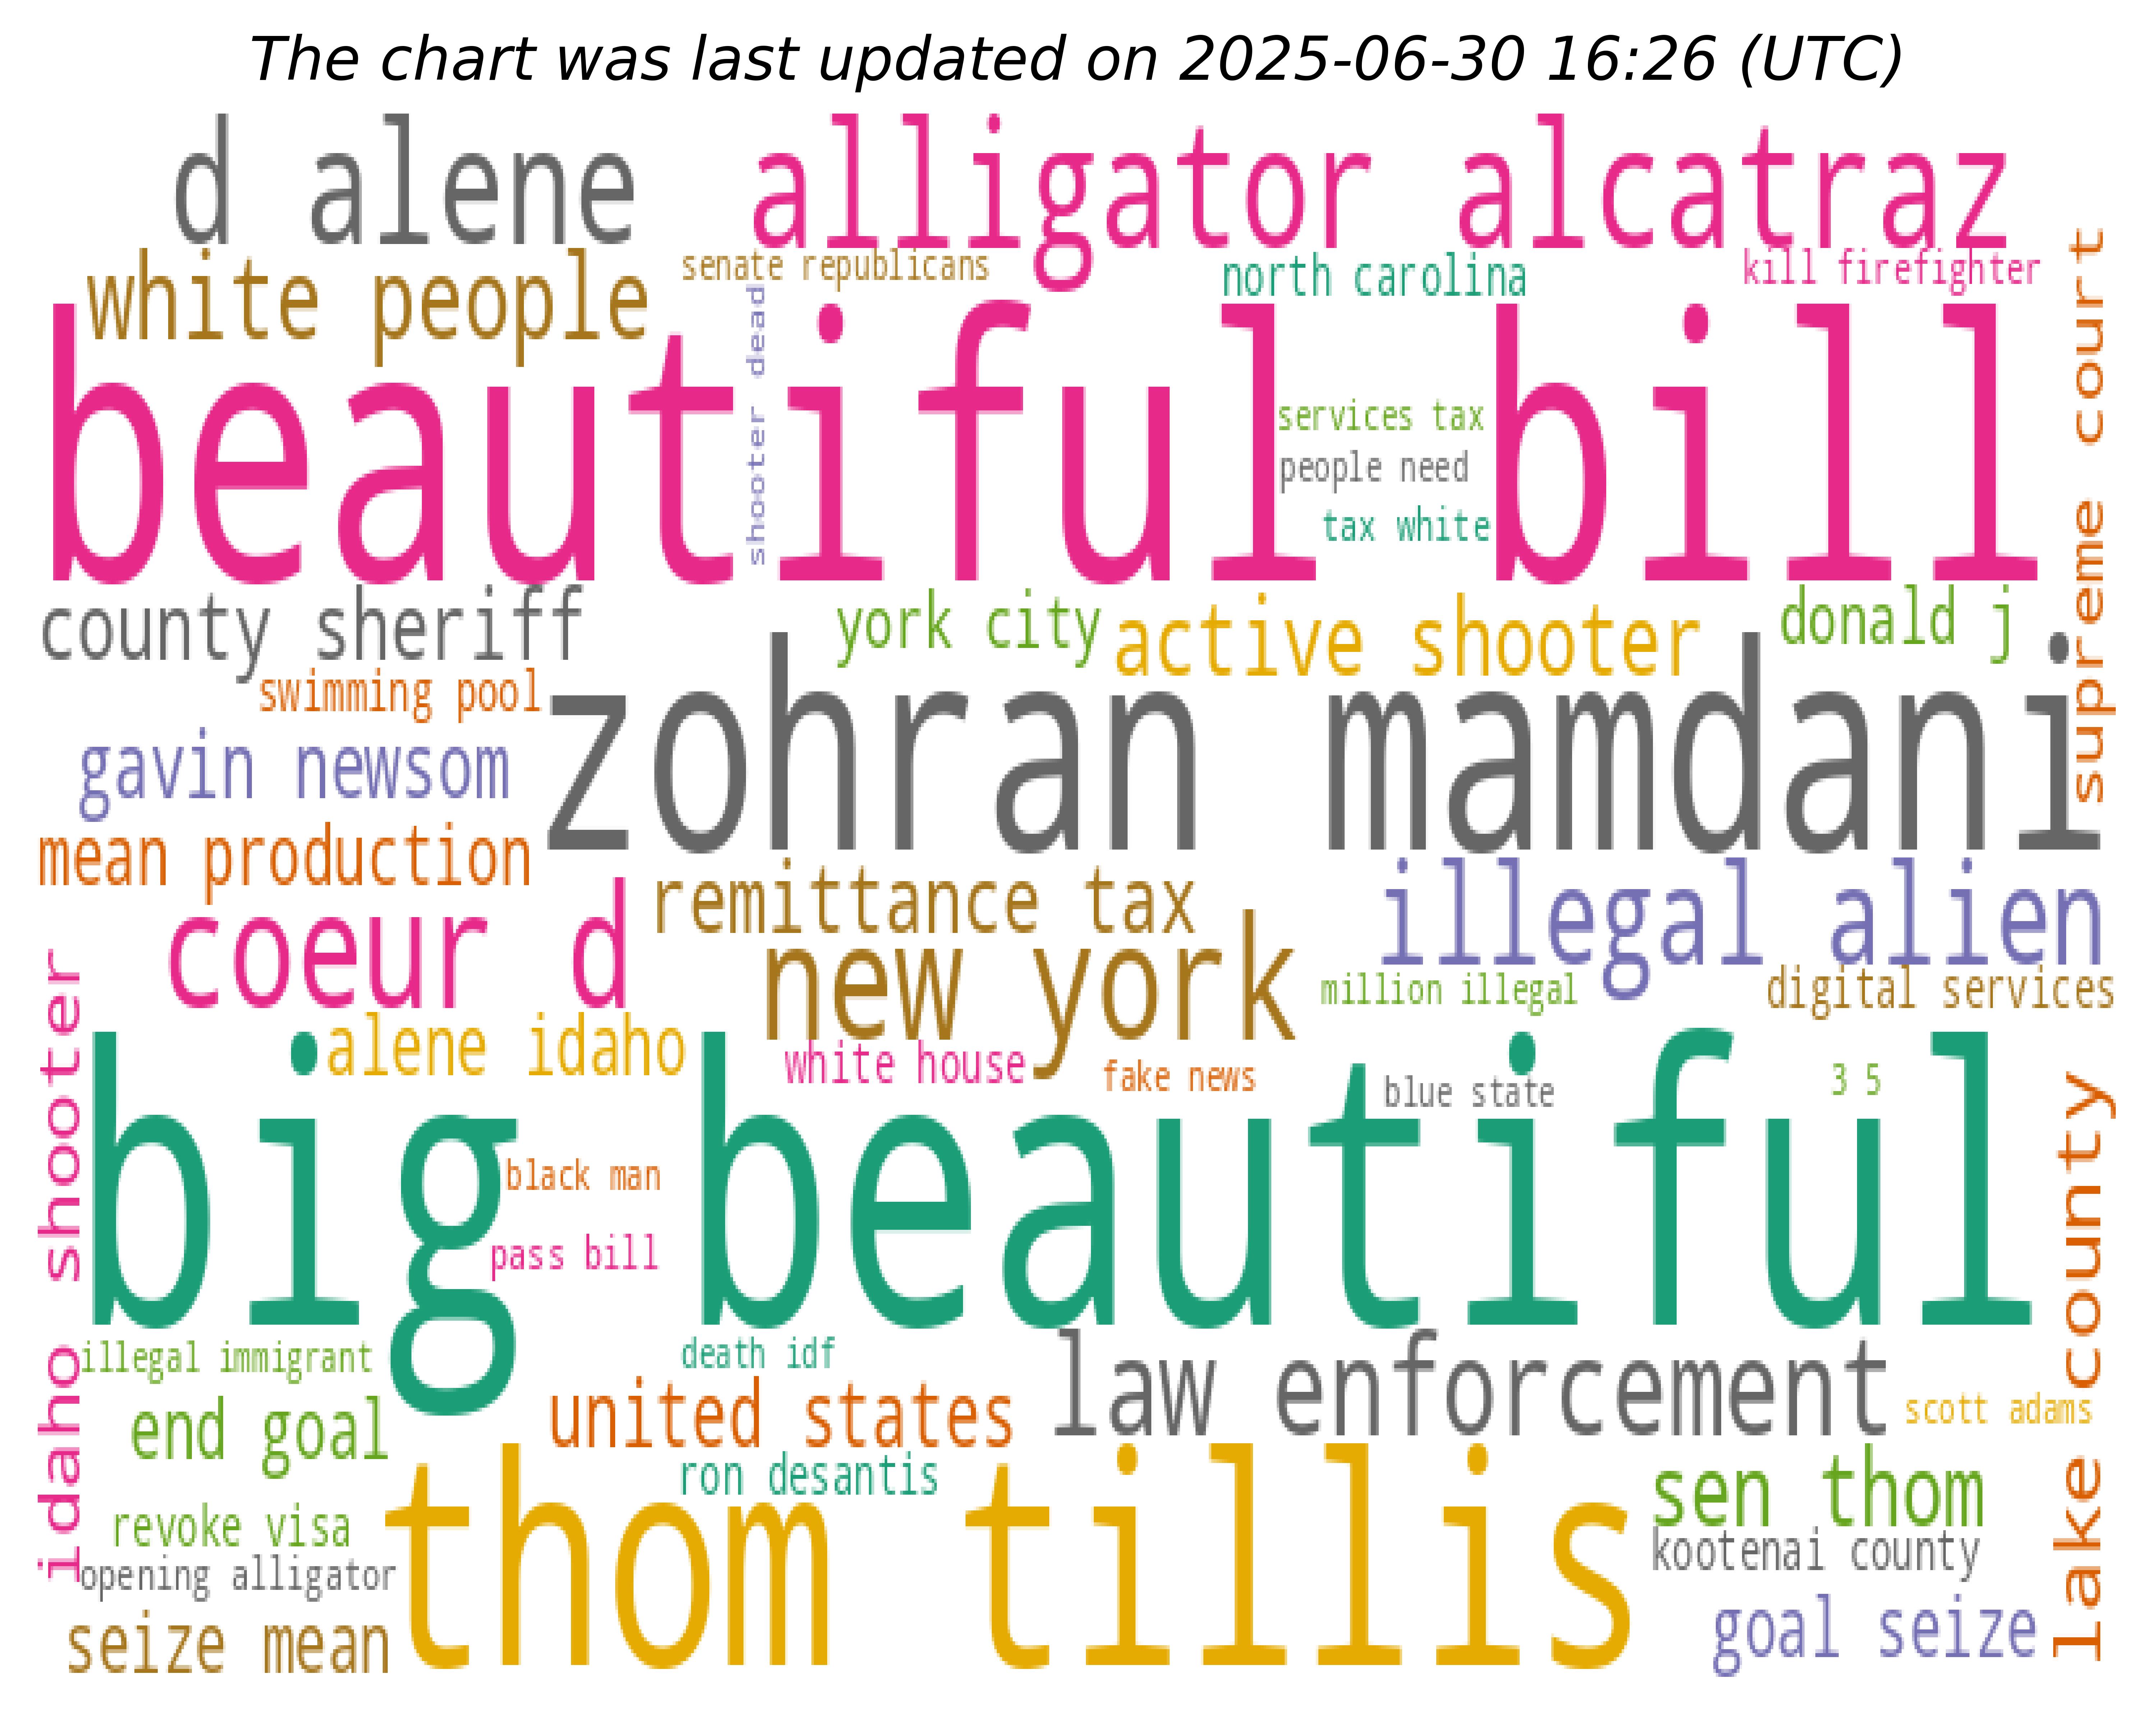 The chart was last updated on 2025-06-30 16:26 (UTC)
d alene
alligator alcatraz
white people
senate republicans
north carolina
kill firefighter
supreme court
beautiful bill
shooter dead
services tax
people need
tax white
county sheriff
york city
active shooter
donald j
swimming pool
zohran mamdani
gavin newsom
mean production
remittance tax
illegal alien
coeur d
new york
million illegal
digital services
idaho shooter
alene idaho
white house
fake news
blue state
3 5
big beautiful
black man
pass bill
lake county
illegal immigrant
death idf
law enforcement
end goal
united states
scott adams
ron desantis
thom tillis
sen thom
revoke visa
kootenai county
opening alligator
seize mean
goal seize